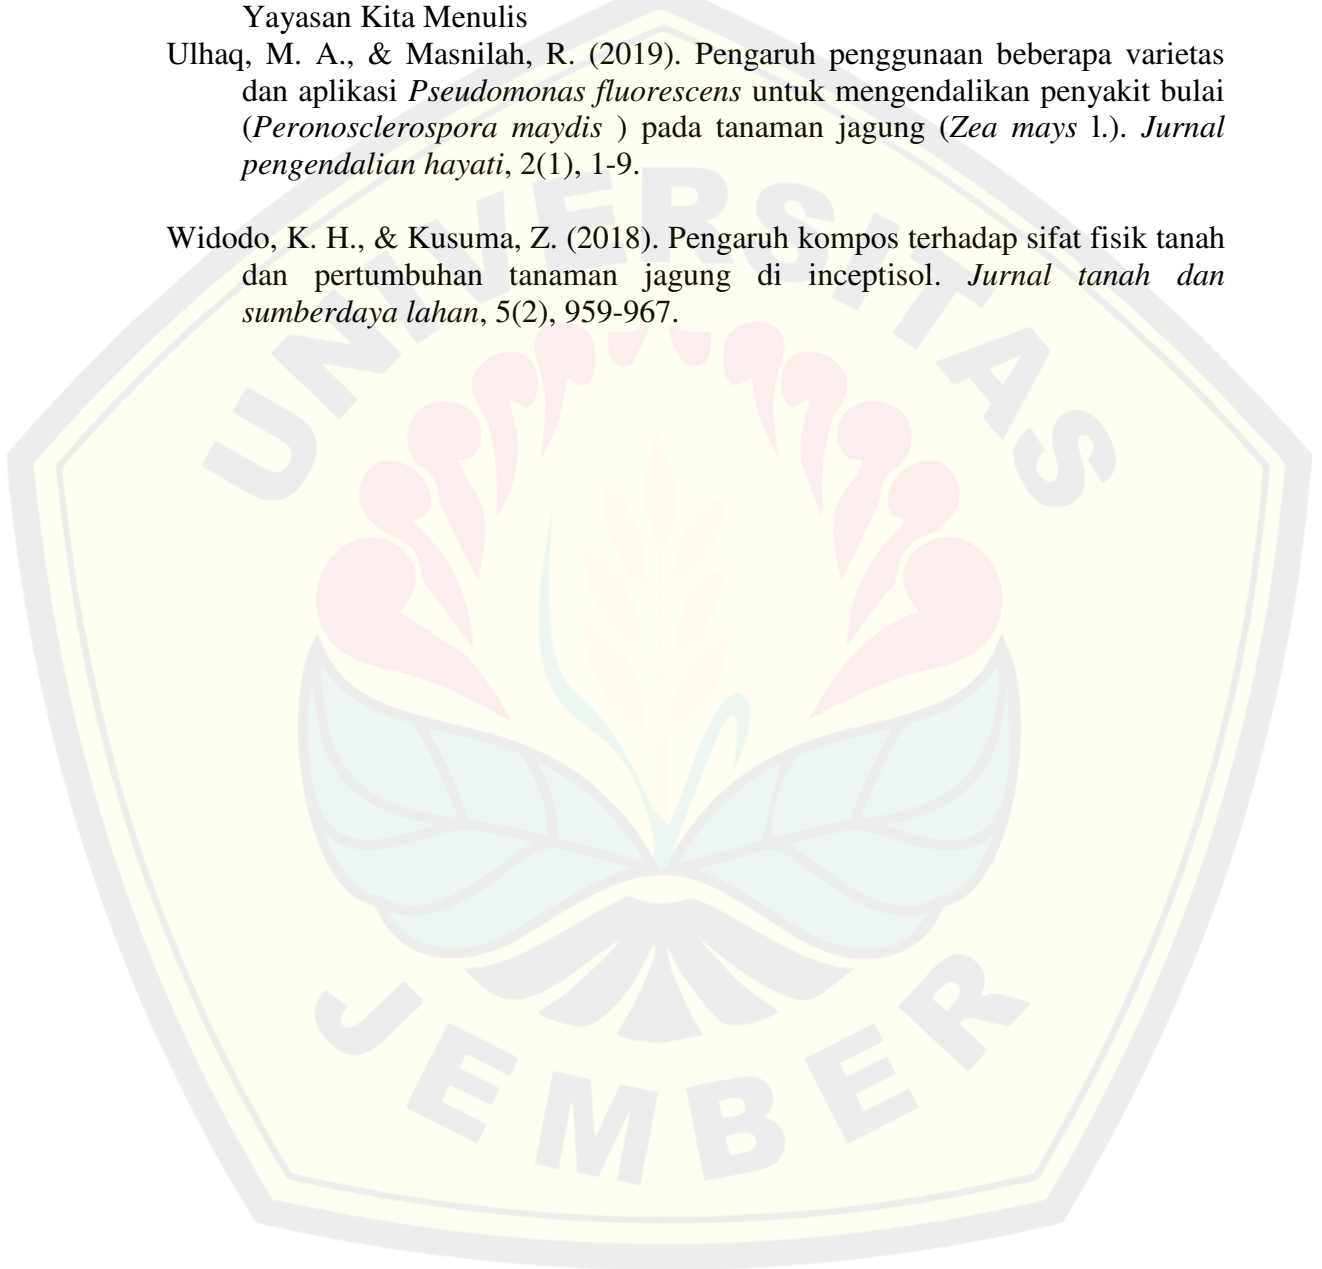 Yayasan Kita Menulis
Ulhaq, M. A., & Masnilah, R. (2019). Pengaruh penggunaan beberapa varietas
dan aplikasi Pseudomonas fluorescens untuk mengendalikan penyakit bulai
(Peronosclerospora maydis ) pada tanaman jagung (Zea mays l.). Jurnal
pengendalian hayati, 2(1), 1-9.
Widodo, K. H., & Kusuma, Z. (2018). Pengaruh kompos terhadap sifat fisik tanah
dan pertumbuhan tanaman jagung di inceptisol. Jurnal tanah dan
sumberdaya lahan, 5(2), 959-967.
UNIVERSITAS
JEMBER